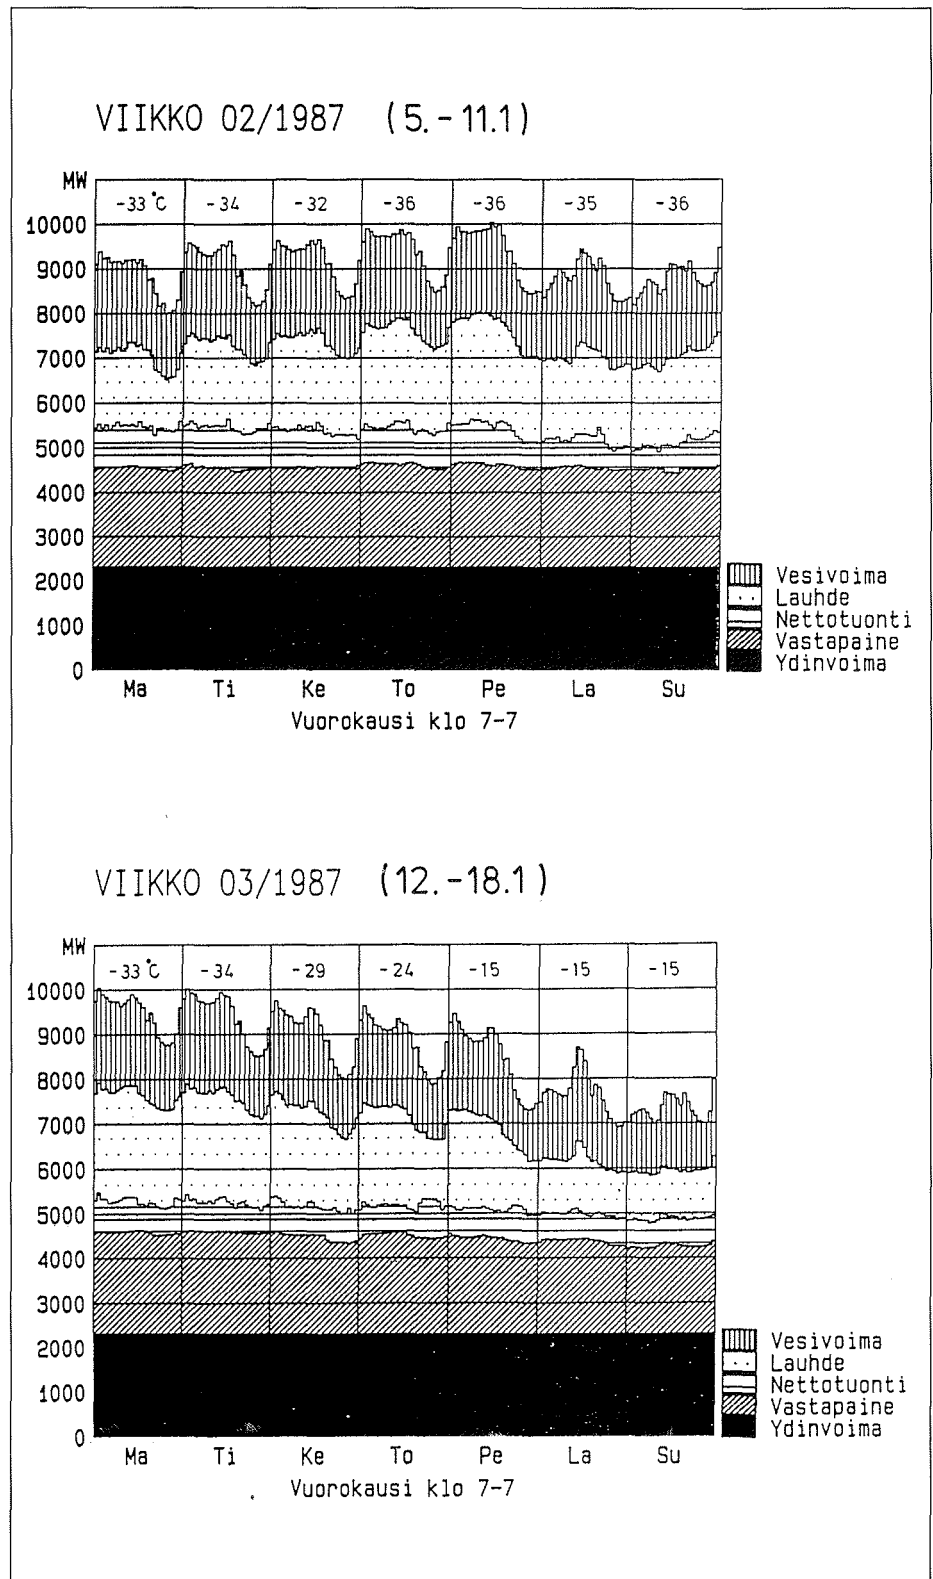 VIIKKO 02/1987 (5.-11.1)
MW
-33°C -34 -32 -36 -36 -35 -36
10000
9000
8000
7000
6000
5000
4000
3000
2000
1000
0
Vesivoima
Lauhde
Nettotuonti
Vastapaine
Ydinvoima
Ma Ti Ke To Pe La Su
Vuorokausi klo 7-7
VIIKKO 03/1987 (12.-18.1)
MW
-33°C -34 -29 -24 -15 -15 -15
10000
9000
8000
7000
6000
5000
4000
3000
2000
1000
0
Vesivoima
Lauhde
Nettotuonti
Vastapaine
Ydinvoima
Ma Ti Ke To Pe La Su
Vuorokausi klo 7-7